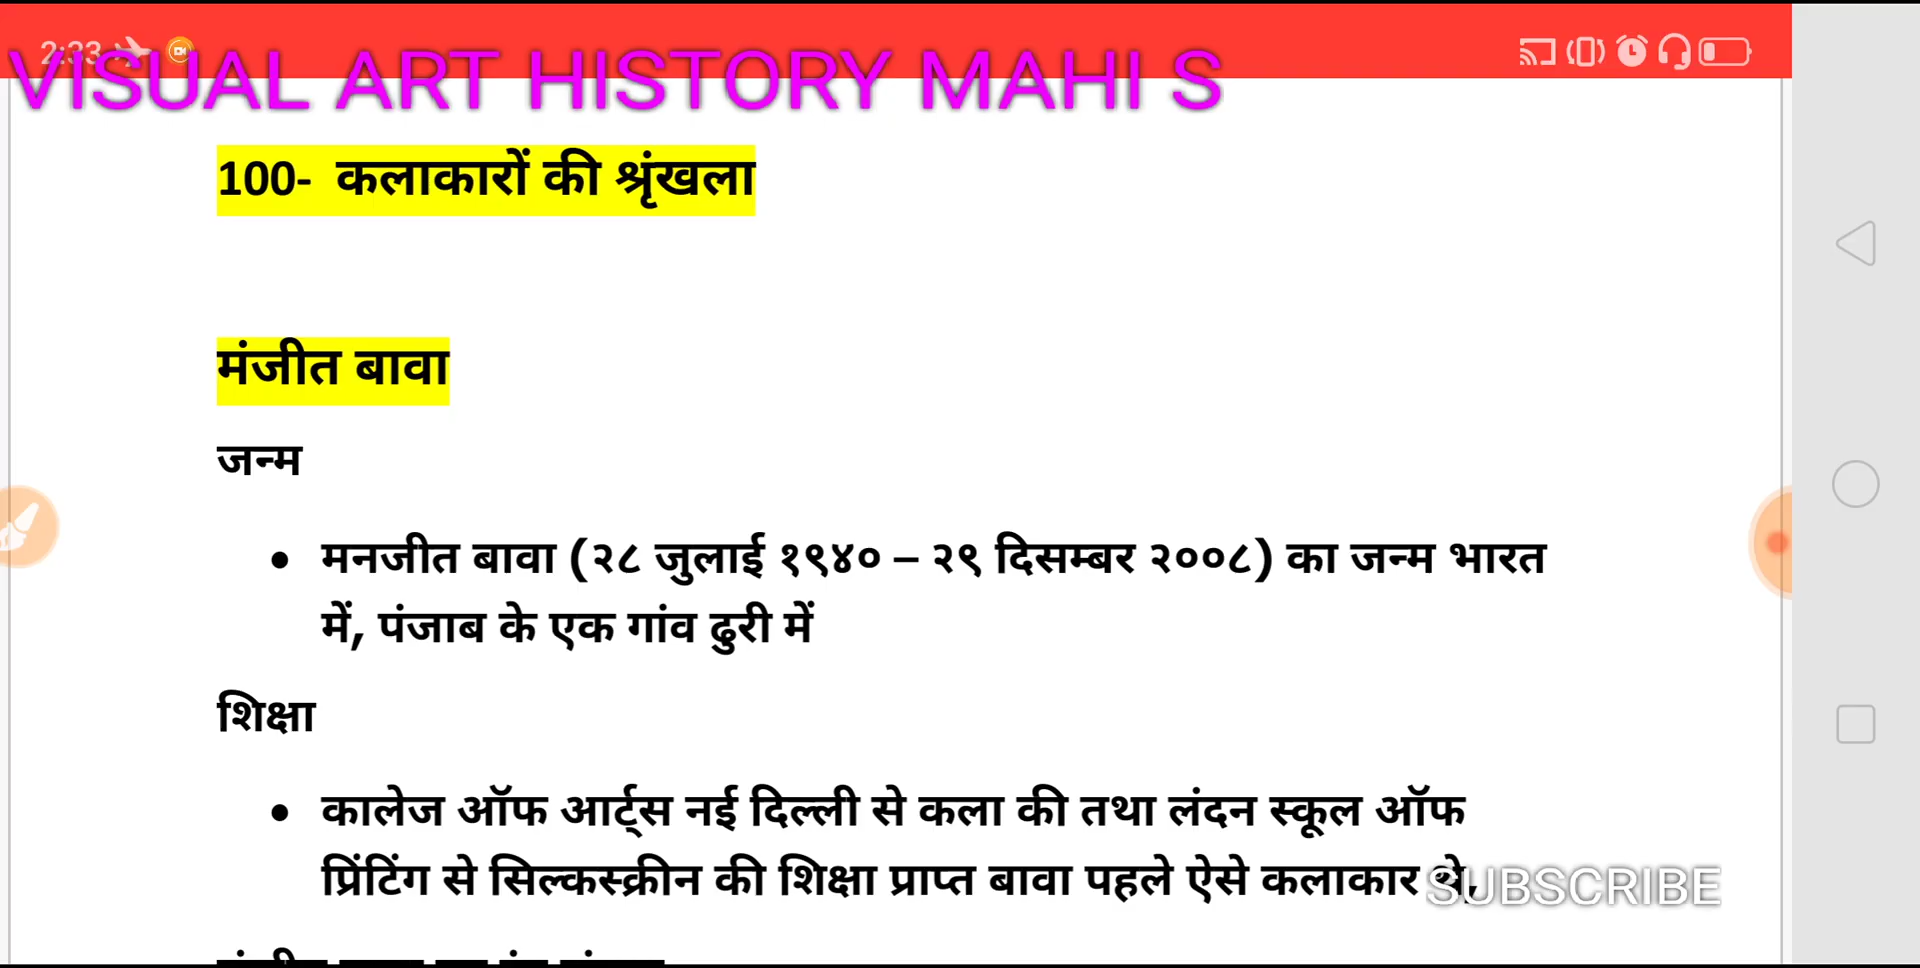 2:33
VISUAL ART HISTORY MAHI S
100- कलाकारों की श्रृंखला
मंजीत बावा
जन्म
• मनजीत बावा (२८ जुलाई १९४० – २९ दिसम्बर २००८) का जन्म भारत
में, पंजाब के एक गांव ढुरी में
शिक्षा
• कालेज ऑफ आर्ट्स नई दिल्ली से कला की तथा लंदन स्कूल ऑफ
प्रिंटिंग से सिल्कस्क्रीन की शिक्षा प्राप्त बावा पहले ऐसे कलाकार थे,
SUBSCRIBE